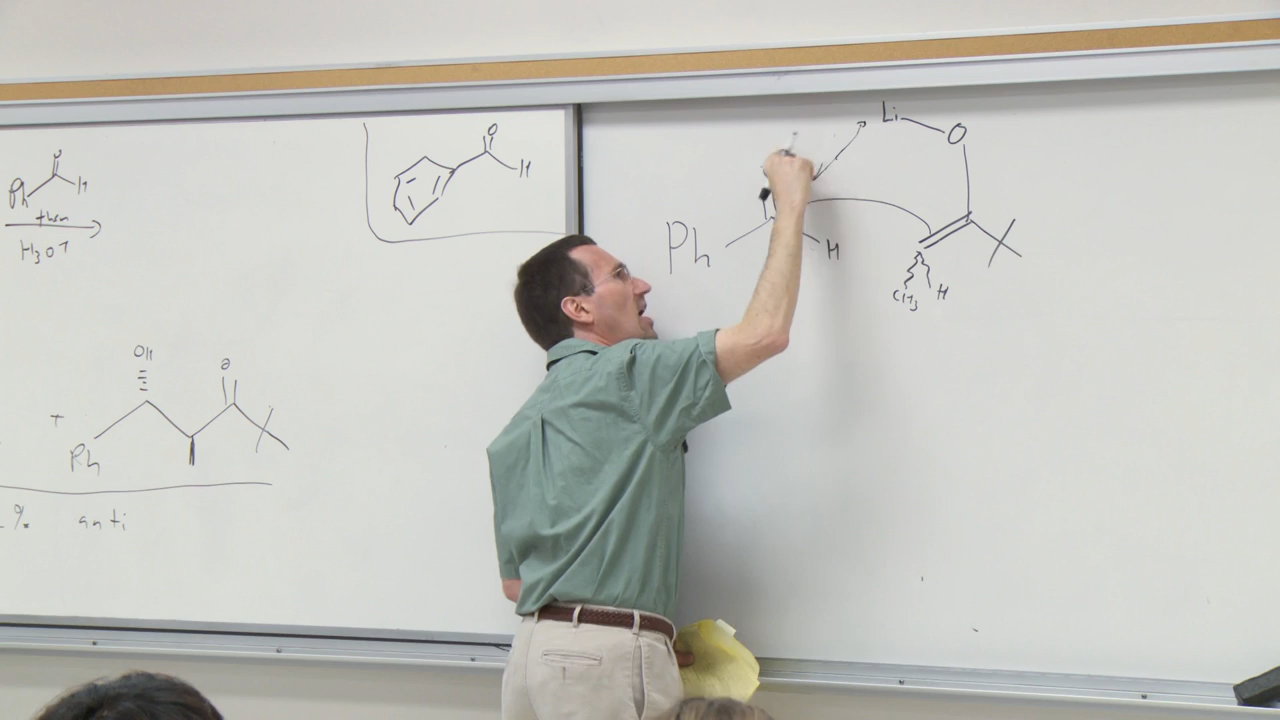 O
Ph H
then
H3O+
OH O
+
Ph
% anti
O
H
Li O
Ph H
CH3 H